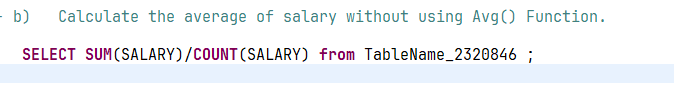 - b) Calculate the average of salary without using Avg() Function.
SELECT SUM(SALARY)/COUNT(SALARY) from TableName_2320846 ;